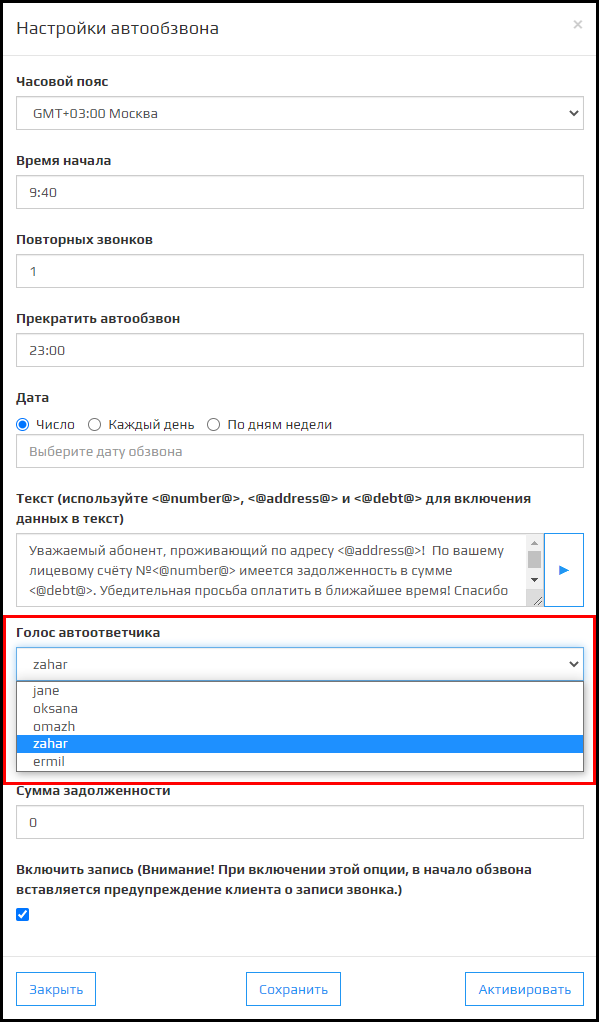 Настройки автообзвона
×
Часовой пояс
GMT+03:00 Москва
Время начала
9:40
Повторных звонков
1
Прекратить автообзвон
23:00
Дата
Число Каждый день По дням недели
Выберите дату обзвона
Текст (используйте <@number@>, <@address@> и <@debt@> для включения
данных в текст)
Уважаемый абонент, проживающий по адресу <@address@>! По вашему
лицевому счёту №<@number@> имеется задолженность в сумме
<@debt@>. Убедительная просьба оплатить в ближайшее время! Спасибо
Голос автоответчика
zahar
jane
oksana
omazh
zahar
ermil
Сумма задолженности
0
Включить запись (Внимание! При включении этой опции, в начало обзвона
вставляется предупреждение клиента о записи звонка.)
Закрыть Сохранить Активировать